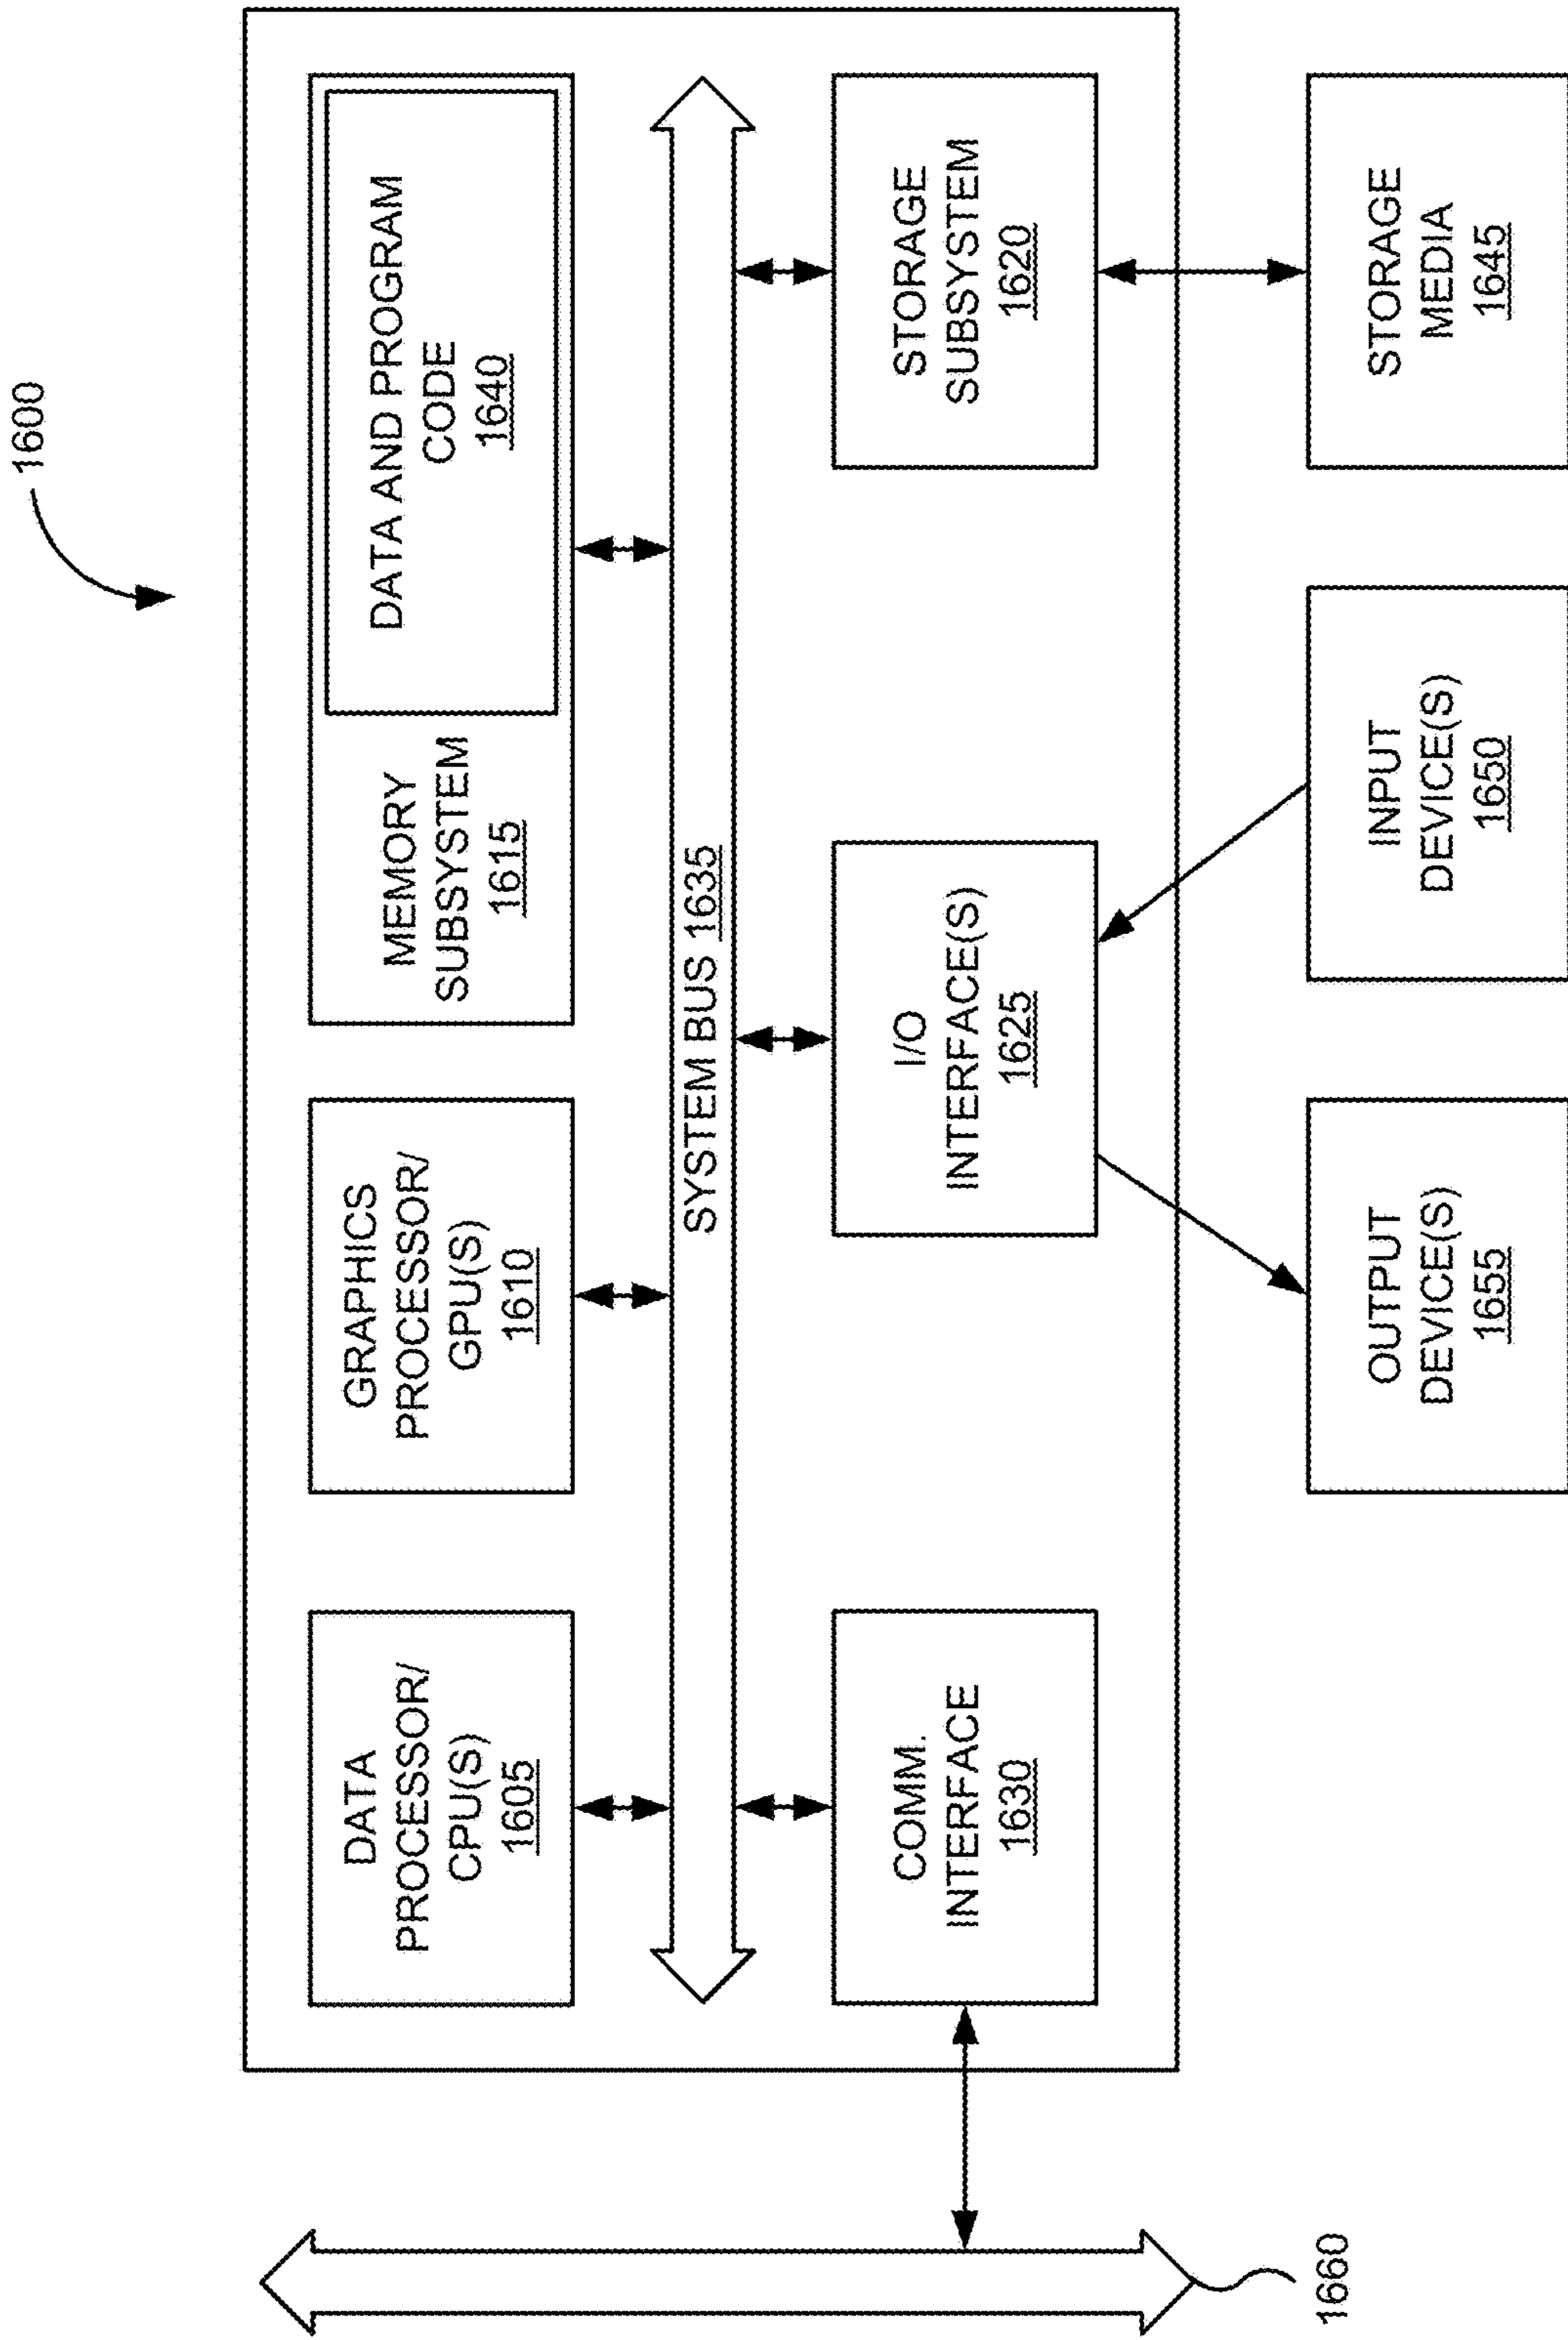 1600
DATA
PROCESSOR/
CPU(S)
1605
GRAPHICS
PROCESSOR/
GPU(S)
1610
MEMORY
SUBSYSTEM
1615
DATA AND PROGRAM
CODE
1640
SYSTEM BUS 1635
COMM.
INTERFACE
1630
I/O
INTERFACE(S)
1625
STORAGE
SUBSYSTEM
1620
1660
OUTPUT
DEVICE(S)
1655
INPUT
DEVICE(S)
1650
STORAGE
MEDIA
1645